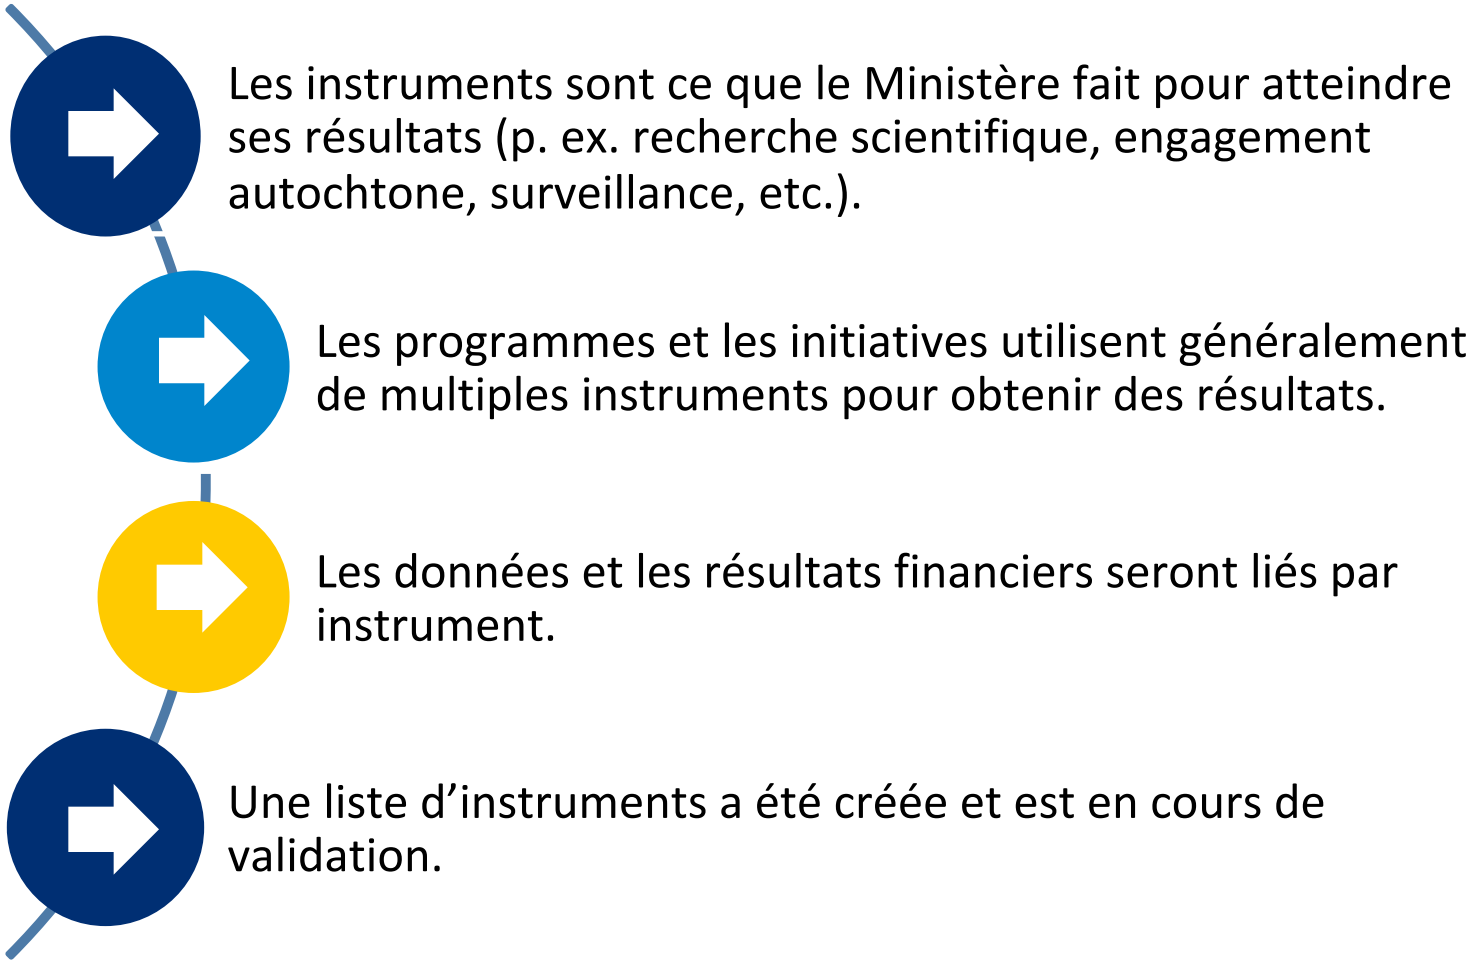 Les instruments sont ce que le Ministère fait pour atteindre
ses résultats (p. ex. recherche scientifique, engagement
autochtone, surveillance, etc.).
Les programmes et les initiatives utilisent généralement
de multiples instruments pour obtenir des résultats.
Les données et les résultats financiers seront liés par
instrument.
Une liste d’instruments a été créée et est en cours de
validation.